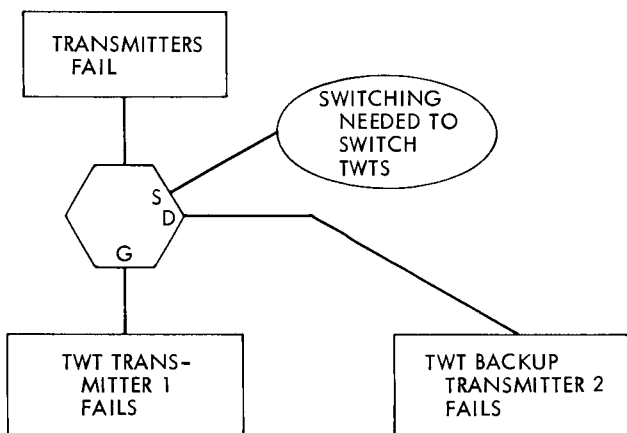 TRANSMITTERS
FAIL
SWITCHING
NEEDED TO
SWITCH
TWTS
S
D
G
TWT TRANS-
MITTER 1
FAILS
TWT BACKUP
TRANSMITTER 2
FAILS